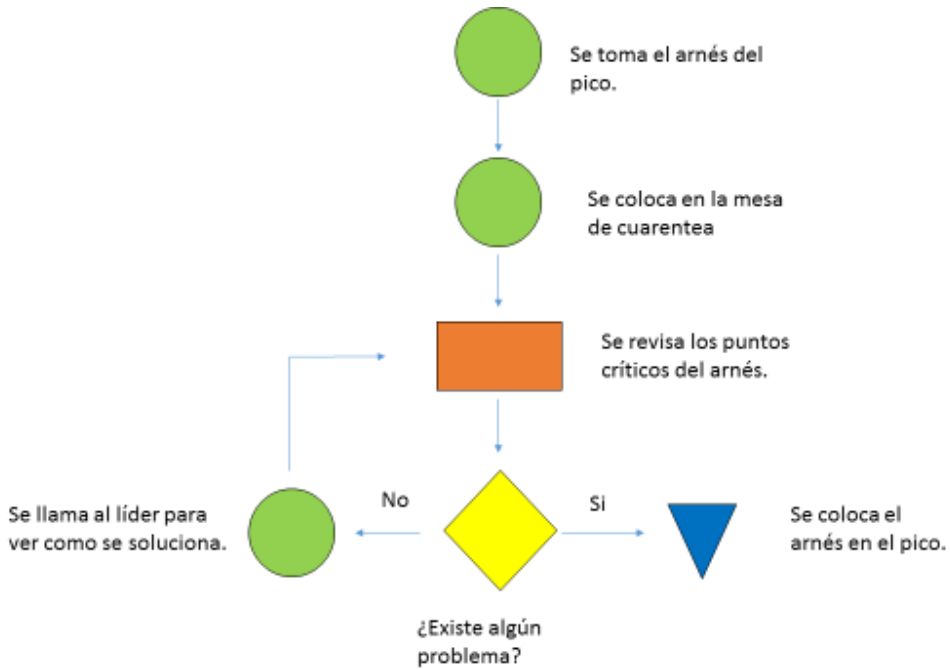 Se toma el arnés del
pico.
Se coloca en la mesa
de cuarentea
Se revisa los puntos
críticos del arnés.
No
Si
Se llama al líder para
ver como se soluciona.
Se coloca el
arnés en el pico.
¿Existe algún
problema?